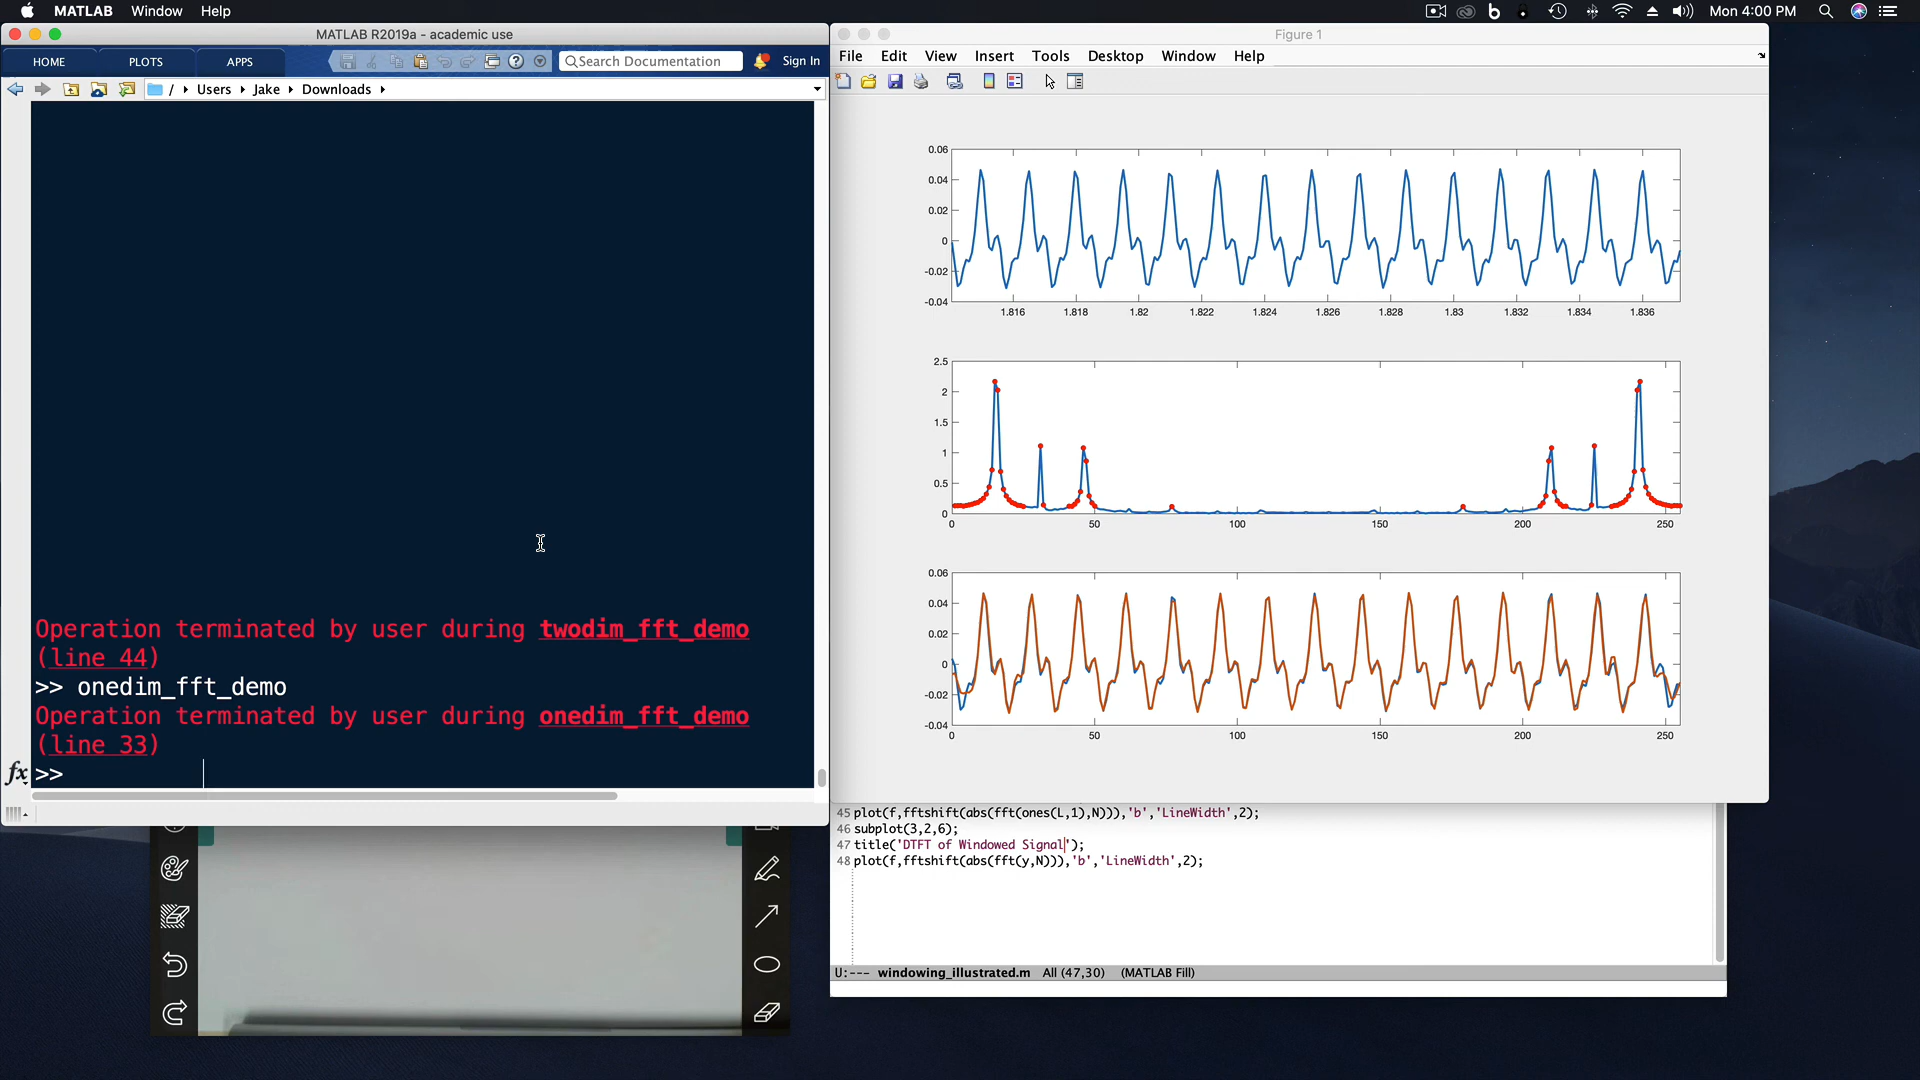 MATLAB Window Help
Mon 4:00 PM
MATLAB R2019a - academic use
HOME PLOTS APPS
Search Documentation
Sign In
/ Users Jake Downloads
Operation terminated by user during twodim_fft_demo
(line 44)
>> onedim_fft_demo
Operation terminated by user during onedim_fft_demo
(line 33)
fx >>
Figure 1
File Edit View Insert Tools Desktop Window Help
0.06
0.04
0.02
0
-0.02
-0.04
1.816 1.818 1.82 1.822 1.824 1.826 1.828 1.83 1.832 1.834 1.836
2.5
2
1.5
1
0.5
0
0 50 100 150 200 250
0.06
0.04
0.02
0
-0.02
-0.04
0 50 100 150 200 250
45 plot(f,fftshift(abs(fft(ones(L,1),N))),'b','LineWidth',2);
46 subplot(3,2,6);
47 title('DTFT of Windowed Signal');
48 plot(f,fftshift(abs(fft(y,N))),'b','LineWidth',2);
U:--- windowing_illustrated.m All (47,30) (MATLAB Fill)